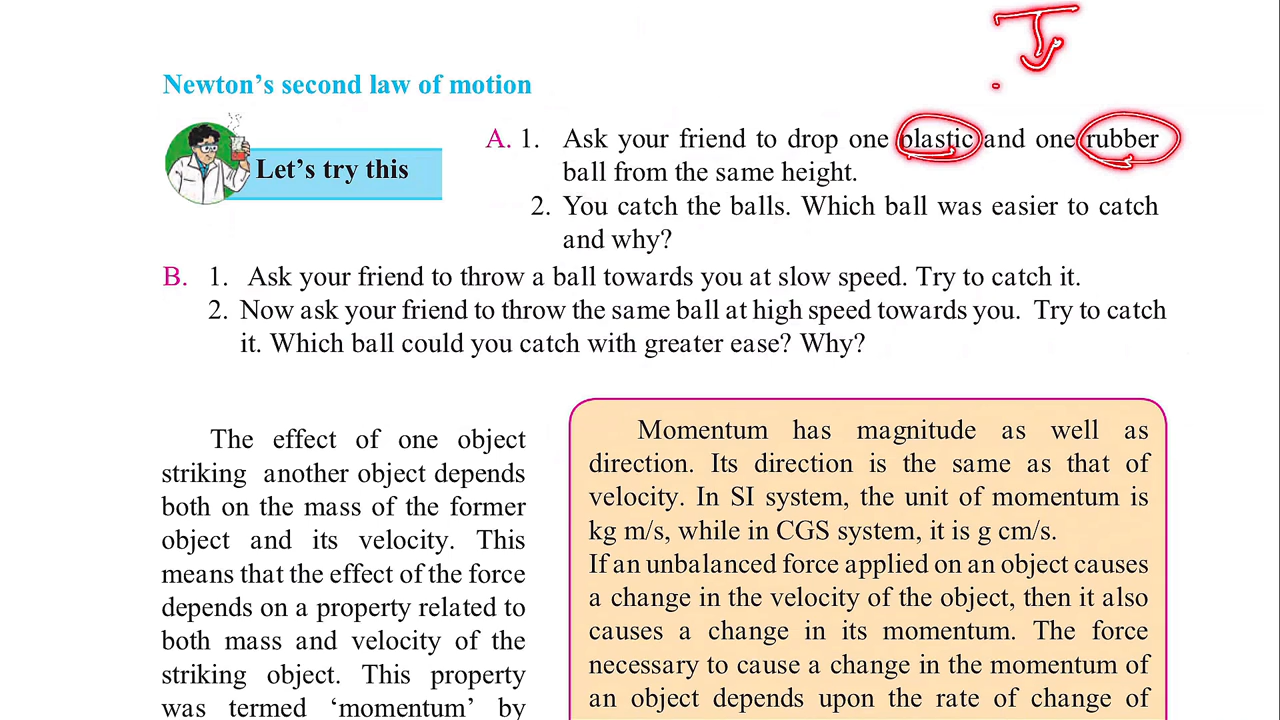 Newton's second law of motion
Let's try this
A. 1. Ask your friend to drop one plastic and one rubber
ball from the same height.
2. You catch the balls. Which ball was easier to catch
and why?
B. 1. Ask your friend to throw a ball towards you at slow speed. Try to catch it.
2. Now ask your friend to throw the same ball at high speed towards you. Try to catch
it. Which ball could you catch with greater ease? Why?
The effect of one object
striking another object depends
both on the mass of the former
object and its velocity. This
means that the effect of the force
depends on a property related to
both mass and velocity of the
striking object. This property
was termed ‘momentum’ by
Momentum has magnitude as well as
direction. Its direction is the same as that of
velocity. In SI system, the unit of momentum is
kg m/s, while in CGS system, it is g cm/s.
If an unbalanced force applied on an object causes
a change in the velocity of the object, then it also
causes a change in its momentum. The force
necessary to cause a change in the momentum of
an object depends upon the rate of change of